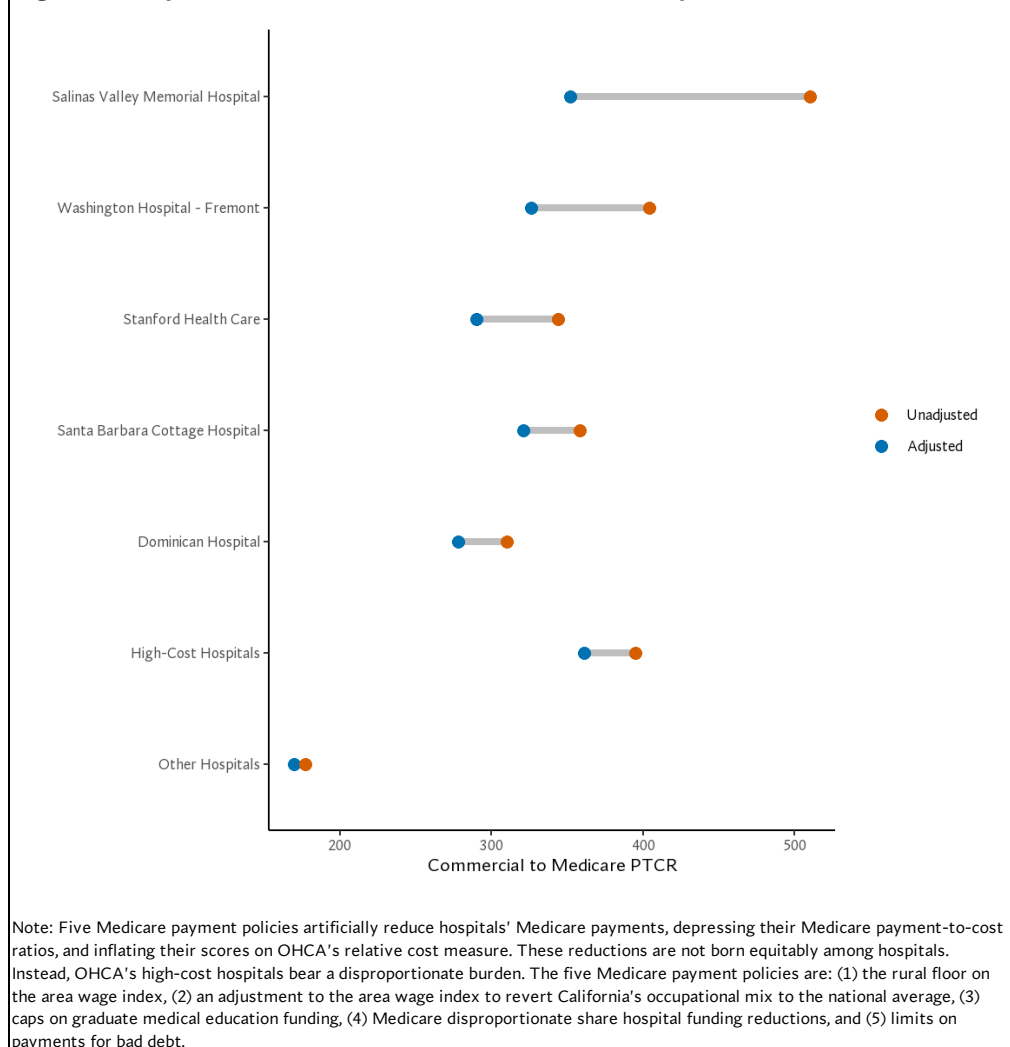 Salinas Valley Memorial Hospital
Washington Hospital - Fremont
Stanford Health Care
Santa Barbara Cottage Hospital
Dominican Hospital
High-Cost Hospitals
Other Hospitals
Unadjusted
Adjusted
200 300 400 500
Commercial to Medicare PTCR
Note: Five Medicare payment policies artificially reduce hospitals' Medicare payments, depressing their Medicare payment-to-cost
ratios, and inflating their scores on OHCA's relative cost measure. These reductions are not born equitably among hospitals.
Instead, OHCA's high-cost hospitals bear a disproportionate burden. The five Medicare payment policies are: (1) the rural floor on
the area wage index, (2) an adjustment to the area wage index to revert California's occupational mix to the national average, (3)
caps on graduate medical education funding, (4) Medicare disproportionate share hospital funding reductions, and (5) limits on
payments for bad debt.